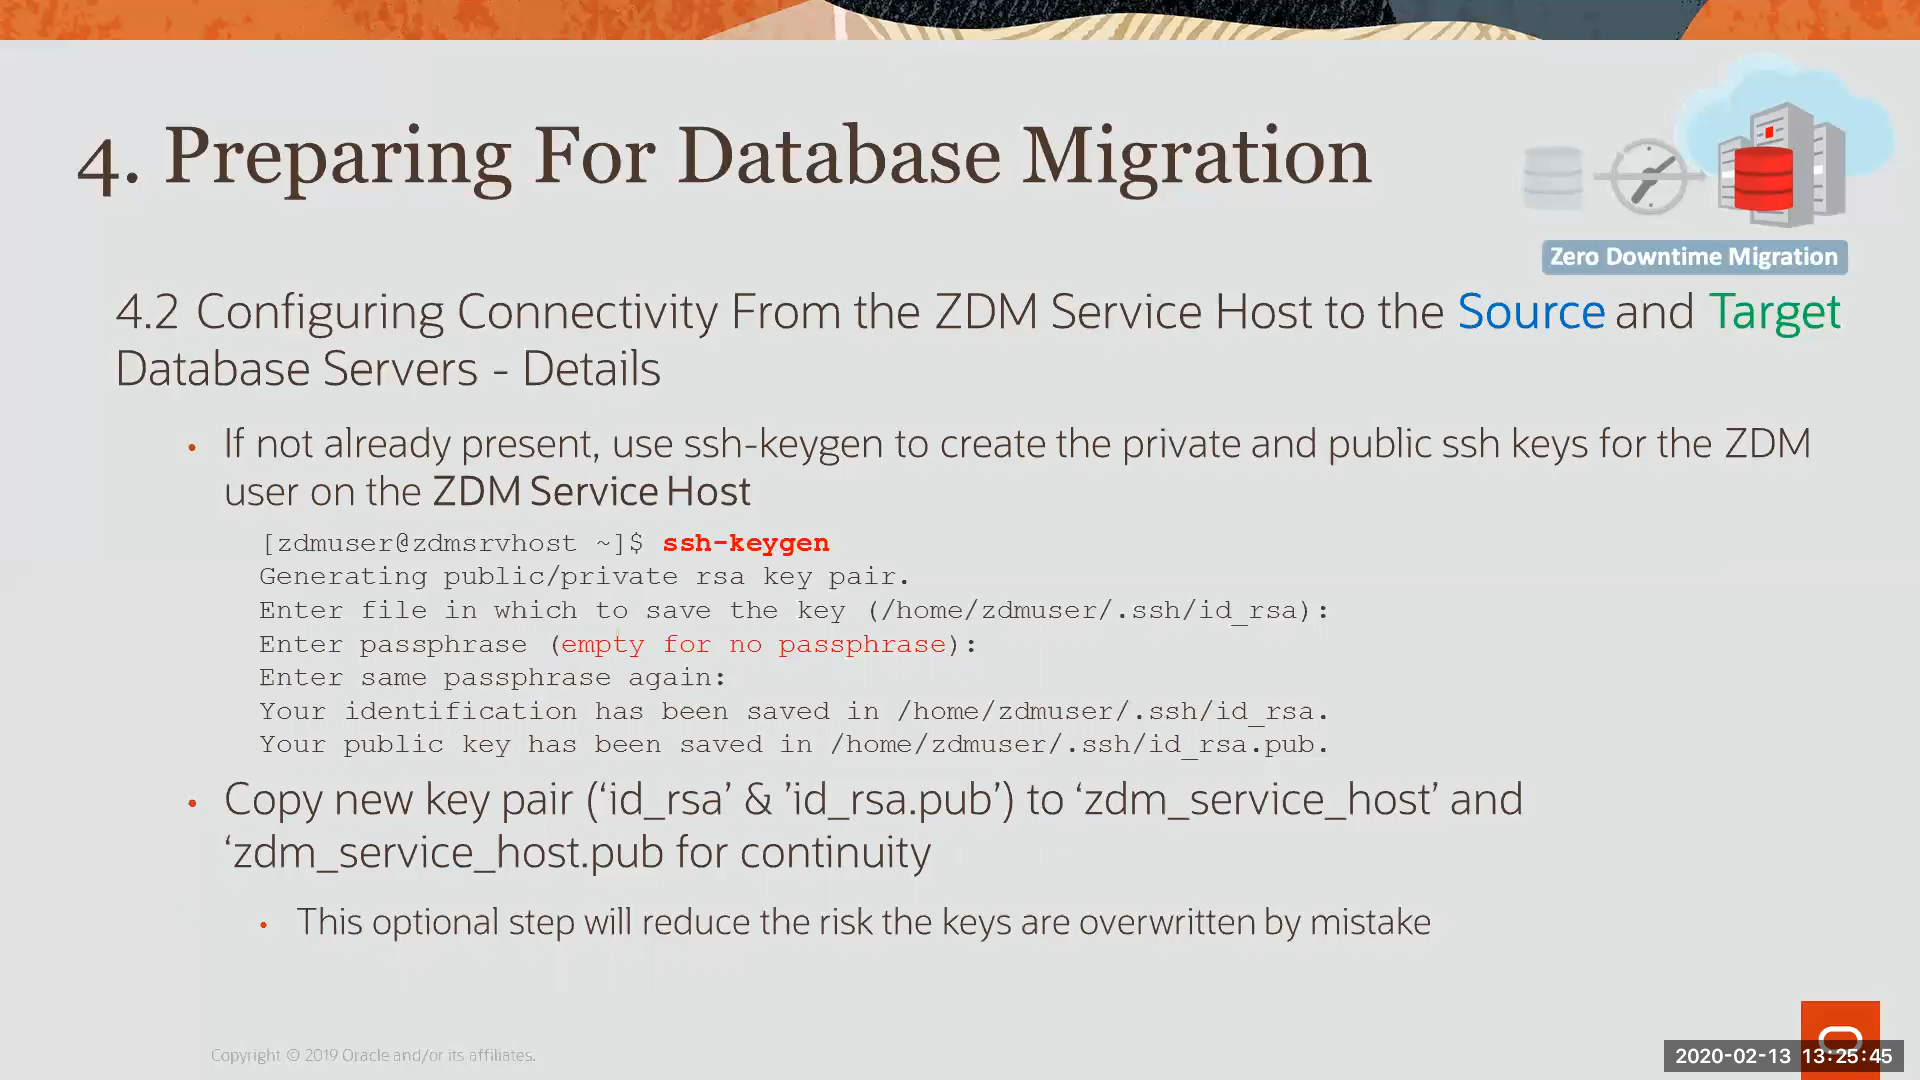 4. Preparing For Database Migration
Zero Downtime Migration
4.2 Configuring Connectivity From the ZDM Service Host to the Source and Target
Database Servers - Details
• If not already present, use ssh-keygen to create the private and public ssh keys for the ZDM
user on the ZDM Service Host
[zdmuser@zdmsrvhost ~]$ ssh-keygen
Generating public/private rsa key pair.
Enter file in which to save the key (/home/zdmuser/.ssh/id_rsa):
Enter passphrase (empty for no passphrase):
Enter same passphrase again:
Your identification has been saved in /home/zdmuser/.ssh/id_rsa.
Your public key has been saved in /home/zdmuser/.ssh/id_rsa.pub.
• Copy new key pair (‘id_rsa’ & ’id_rsa.pub’) to ‘zdm_service_host’ and
‘zdm_service_host.pub for continuity
• This optional step will reduce the risk the keys are overwritten by mistake
Copyright © 2019 Oracle and/or its affiliates.
2020-02-13 13:25:45